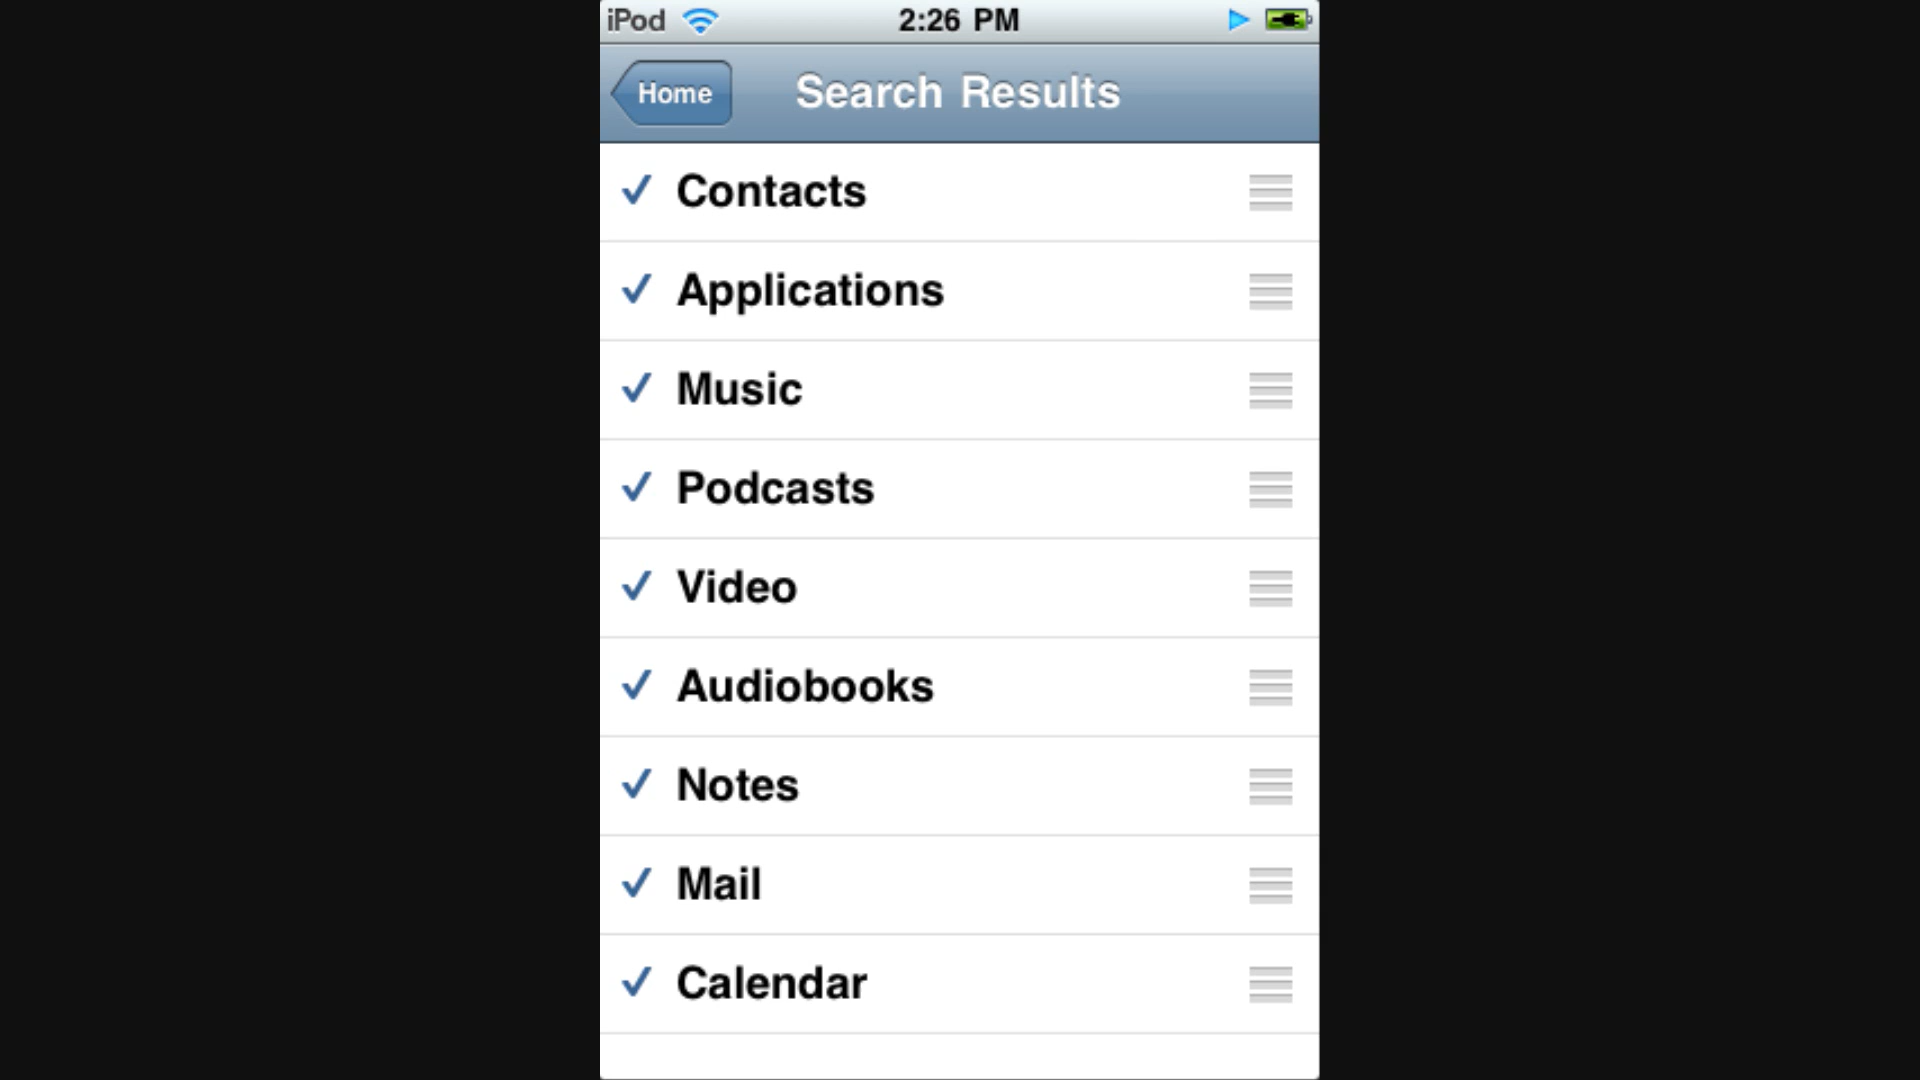 iPod 2:26 PM
Home Search Results
Contacts
Applications
Music
Podcasts
Video
Audiobooks
Notes
Mail
Calendar